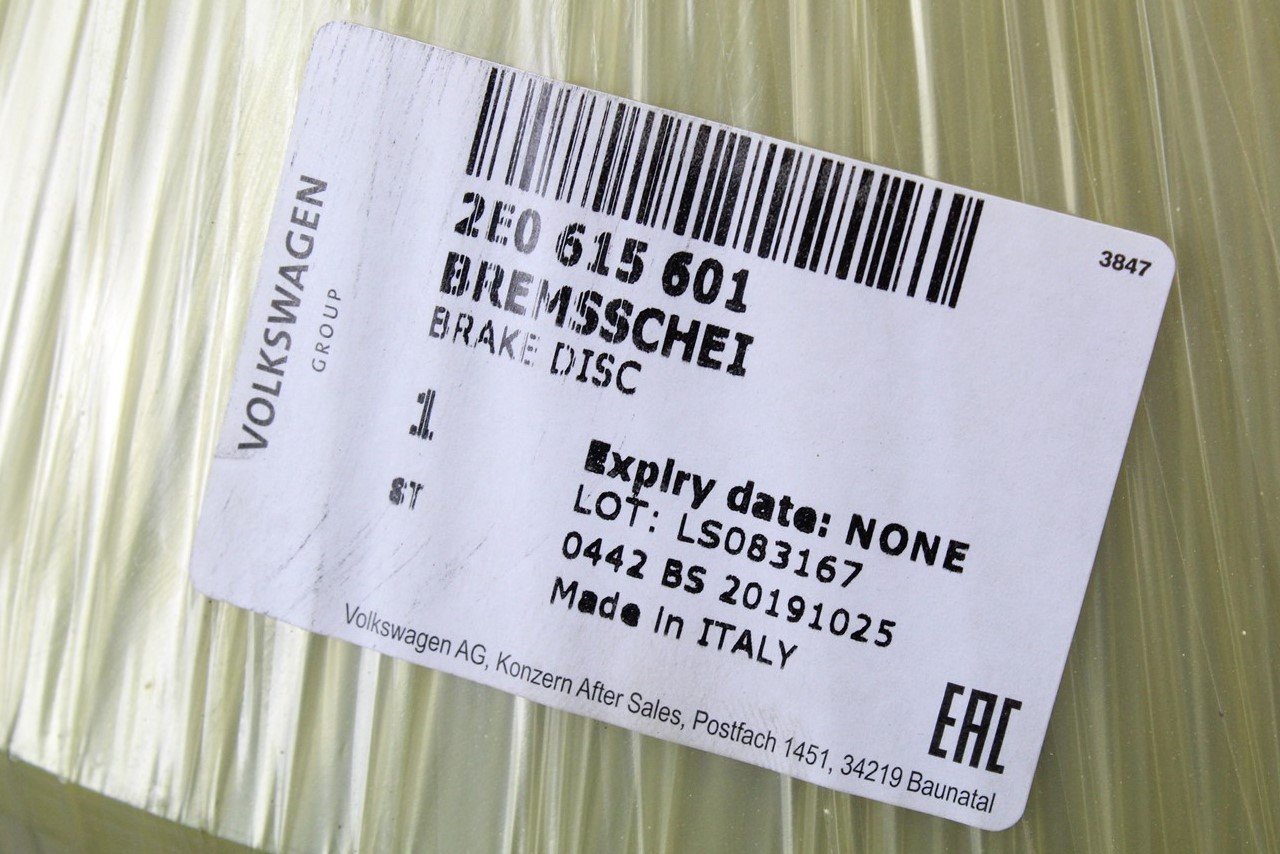 VOLKSWAGEN
GROUP
3847
2E0 615 601
BREMSSCHEI
BRAKE DISC
1
ST
Expiry date: NONE
LOT: LS083167
0442 BS 20191025
Made in ITALY
EAC
Volkswagen AG, Konzern After Sales, Postfach 1451, 34219 Baunatal